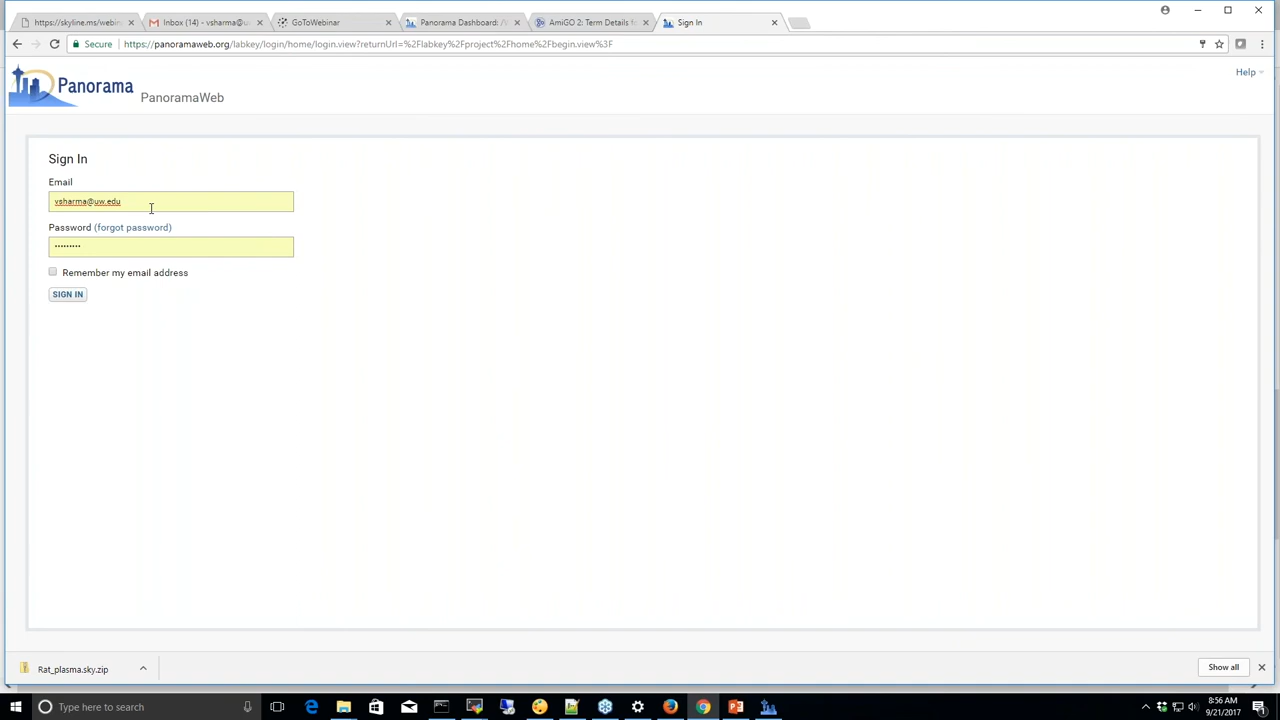 https://skyline.ms/webin
Inbox (14) - vsharma@u
GoToWebinar
Panorama Dashboard: /
AmiGO 2: Term Details fo
Sign In
Secure
https://panoramaweb.org/labkey/login/home/login.view?returnUrl=%2Flabkey%2Fproject%2Fhome%2Fbegin.view%3F
Panorama
PanoramaWeb
Help
Sign In
Email
vsharma@uw.edu
Password (forgot password)
Remember my email address
SIGN IN
Rat_plasma.sky.zip
Show all
Type here to search
8:56 AM
9/21/2017
1